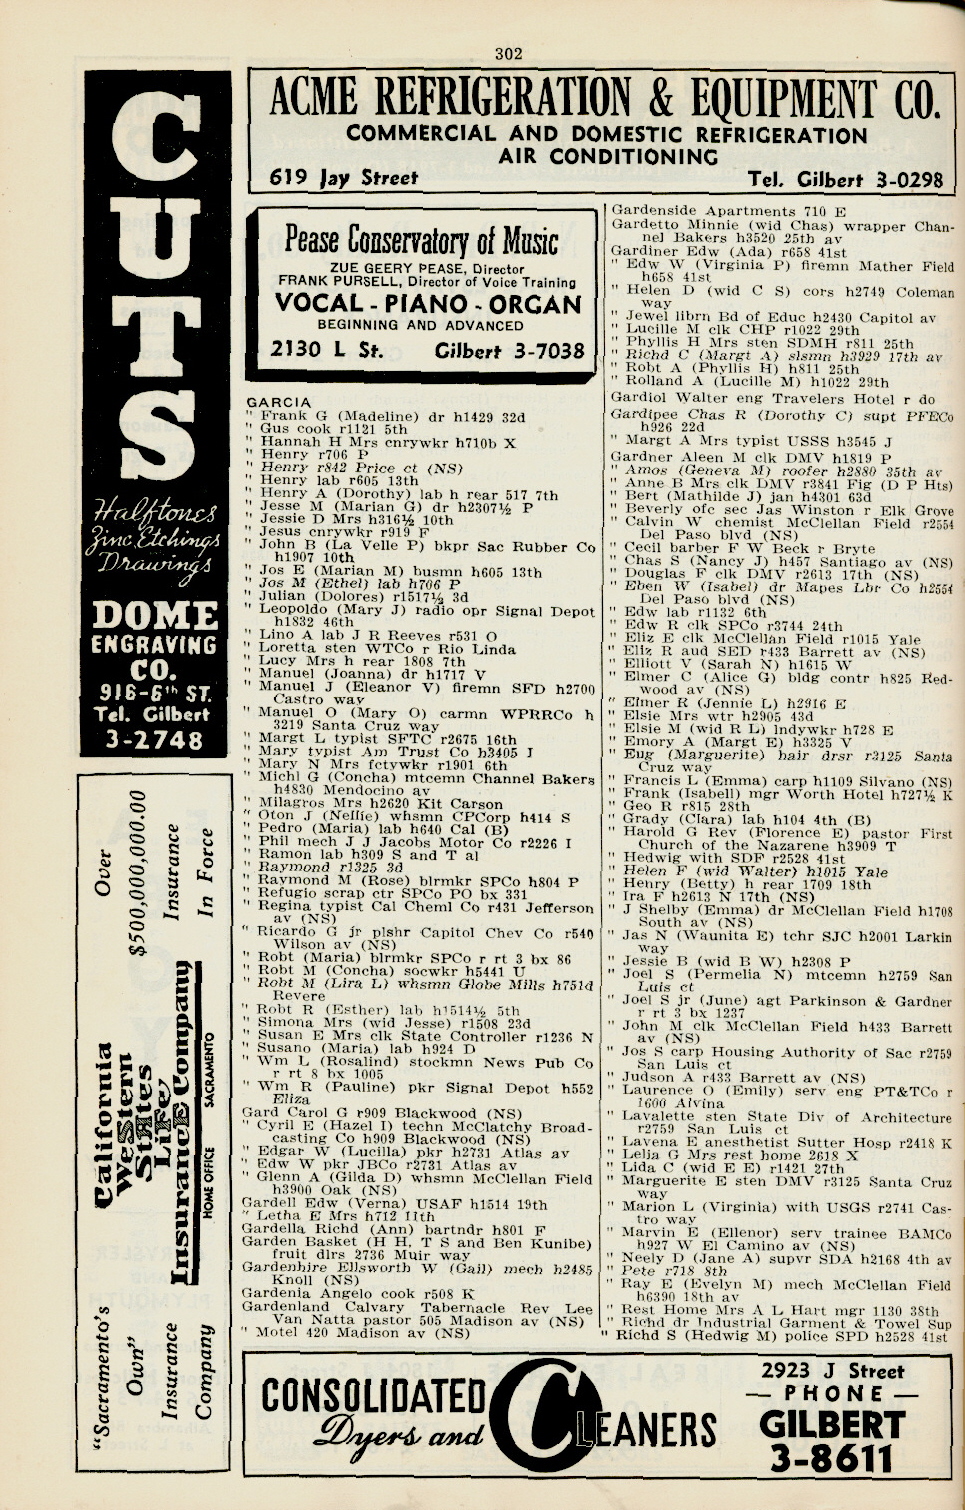 302
CUTS
Halftones
Zinc Etchings
Drawings
DOME
ENGRAVING
CO.
916-6th ST.
Tel. Gilbert
3-2748
"Sacramento's Over
Own" $500,000,000.00
Insurance Insurance
Company In Force
California
Western
States
Life
Insurance Company
HOME OFFICE SACRAMENTO
ACME REFRIGERATION & EQUIPMENT CO.
COMMERCIAL AND DOMESTIC REFRIGERATION
AIR CONDITIONING
619 Jay Street Tel. Gilbert 3-0298
Pease Conservatory of Music
ZUE GEERY PEASE, Director
FRANK PURSELL, Director of Voice Training
VOCAL - PIANO - ORGAN
BEGINNING AND ADVANCED
2130 L St. Gilbert 3-7038
GARCIA
" Frank G (Madeline) dr h1429 32d
" Gus cook r1121 5th
" Hannah H Mrs cnrywkr h710b X
" Henry r706 P
" Henry r842 Price ct (NS)
" Henry lab r605 13th
" Henry A (Dorothy) lab h rear 517 7th
" Jesse M (Marian G) dr h2307½ P
" Jessie D Mrs h316½ 10th
" Jesus cnrywkr r919 F
" John B (La Velle P) bkpr Sac Rubber Co
h1907 10th
" Jos E (Marian M) busmn h605 13th
" Jos M (Ethel) lab h706 P
" Julian (Dolores) r1517½ 3d
" Leopoldo (Mary J) radio opr Signal Depot
h1832 46th
" Lino A lab J R Reeves r531 O
" Loretta sten WTCo r Rio Linda
" Lucy Mrs h rear 1808 7th
" Manuel (Joanna) dr h1717 V
" Manuel J (Eleanor V) firemn SFD h2700
Castro way
" Manuel O (Mary O) carmn WPRRCo h
3219 Santa Cruz way
" Margt L typist SFTC r2675 16th
" Mary typist Am Trust Co h3405 J
" Mary N Mrs fctywkr r1901 6th
" Michl G (Concha) mtcemn Channel Bakers
h4830 Mendocino av
" Milagros Mrs h2620 Kit Carson
" Oton J (Nellie) whsmn CPCorp h414 S
" Pedro (Maria) lab h640 Cal (B)
" Phil mech J J Jacobs Motor Co r2226 I
" Ramon lab h309 S and T al
" Raymond r1325 3d
" Raymond M (Rose) blrmkr SPCo h804 P
" Refugio scrap ctr SPCo PO bx 331
" Regina typist Cal Cheml Co r431 Jefferson
av (NS)
" Ricardo G jr plshr Capitol Chev Co r540
Wilson av (NS)
" Robt (Maria) blrmkr SPCo r rt 3 bx 86
" Robt M (Concha) socwkr h5441 U
" Robt M (Lira L) whsmn Globe Mills h751d
Revere
" Robt R (Esther) lab h1514½ 5th
" Simona Mrs (wid Jesse) r1508 23d
" Susan E Mrs clk State Controller r1236 N
" Susano (Maria) lab h924 D
" Wm L (Rosalind) stockmn News Pub Co
r rt 8 bx 1005
" Wm R (Pauline) pkr Signal Depot h552
Eliza
Gard Carol G r909 Blackwood (NS)
" Cyril E (Hazel I) techn McClatchy Broad-
casting Co h909 Blackwood (NS)
" Edgar W (Lucilla) pkr h2731 Atlas av
" Edw W pkr JBCo r2731 Atlas av
" Glenn A (Gilda D) whsmn McClellan Field
h3900 Oak (NS)
Gardell Edw (Verna) USAF h1514 19th
" Letha E Mrs h712 11th
Gardella Richd (Ann) bartndr h801 F
Garden Basket (H H, T S and Ben Kunibe)
fruit dlrs 2736 Muir way
Gardenhire Ellsworth W (Gail) mech h2485
Knoll (NS)
Gardenia Angelo cook r508 K
Gardenland Calvary Tabernacle Rev Lee
Van Natta pastor 505 Madison av (NS)
" Motel 420 Madison av (NS)
Gardenside Apartments 710 E
Gardetto Minnie (wid Chas) wrapper Chan-
nel Bakers h3520 25th av
Gardiner Edw (Ada) r658 41st
" Edw W (Virginia P) firemn Mather Field
h658 41st
" Helen D (wid C S) cors h2749 Coleman
way
" Jewel librn Bd of Educ h2430 Capitol av
" Lucille M clk CHP r1022 29th
" Phyllis H Mrs sten SDMH r811 25th
" Richd C (Margt A) slsmn h3929 17th av
" Robt A (Phyllis H) h811 25th
" Rolland A (Lucille M) h1022 29th
Gardiol Walter eng Travelers Hotel r do
Gardipee Chas R (Dorothy C) supt PFECo
h926 22d
" Margt A Mrs typist USSS h3545 J
Gardner Aleen M clk DMV h1819 P
" Amos (Geneva M) roofer h2880 35th av
" Anne B Mrs clk DMV r3841 Fig (D P Hts)
" Bert (Mathilde J) jan h4301 63d
" Beverly ofc sec Jas Winston r Elk Grove
" Calvin W chemist McClellan Field r2554
Del Paso blvd (NS)
" Cecil barber F W Beck r Bryte
" Chas S (Nancy J) h457 Santiago av (NS)
" Douglas F clk DMV r2613 17th (NS)
" Eben W (Isabel) dr Mapes Lbr Co h2554
Del Paso blvd (NS)
" Edw lab r1132 6th
" Edw R clk SPCo r3744 24th
" Eliz E clk McClellan Field r1015 Yale
" Eliz R aud SED r433 Barrett av (NS)
" Elliott V (Sarah N) h1615 W
" Elmer C (Alice G) bldg contr h825 Red-
wood av (NS)
" Elmer R (Jennie L) h2916 E
" Elsie Mrs wtr h2905 43d
" Elsie M (wid R L) lndywkr h728 E
" Emory A (Margt E) h3325 V
" Eug (Marguerite) hair drsr r3125 Santa
Cruz way
" Francis L (Emma) carp h1109 Silvano (NS)
" Frank (Isabell) mgr Worth Hotel h727½ K
" Geo R r815 28th
" Grady (Clara) lab h104 4th (B)
" Harold G Rev (Florence E) pastor First
Church of the Nazarene h3909 T
" Hedwig with SDF r2528 41st
" Helen F (wid Walter) h1015 Yale
" Henry (Betty) h rear 1709 18th
" Ira F h2613 N 17th (NS)
" J Shelby (Emma) dr McClellan Field h1708
South av (NS)
" Jas N (Waunita E) tchr SJC h2001 Larkin
way
" Jessie B (wid B W) h2308 P
" Joel S (Permelia N) mtcemn h2759 San
Luis ct
" Joel S jr (June) agt Parkinson & Gardner
r rt 3 bx 1237
" John M clk McClellan Field h433 Barrett
av (NS)
" Jos S carp Housing Authority of Sac r2759
San Luis ct
" Judson A r433 Barrett av (NS)
" Laurence O (Emily) serv eng PT&TCo r
1600 Alvina
" Lavalette sten State Div of Architecture
r2759 San Luis ct
" Lavena E anesthetist Sutter Hosp r2418 K
" Lelia G Mrs rest home 2618 X
" Lida C (wid E E) r1421 27th
" Marguerite E sten DMV r3125 Santa Cruz
way
" Marion L (Virginia) with USGS r2741 Cas-
tro way
" Marvin E (Ellenor) serv trainee BAMCo
h927 W El Camino av (NS)
" Neely D (Jane A) supvr SDA h2168 4th av
" Pete r718 8th
" Ray E (Evelyn M) mech McClellan Field
h6390 18th av
" Rest Home Mrs A L Hart mgr 1130 38th
" Richd dr Industrial Garment & Towel Sup
" Richd S (Hedwig M) police SPD h2528 41st
CONSOLIDATED
Dyers and CLEANERS
2923 J Street
— PHONE —
GILBERT
3-8611